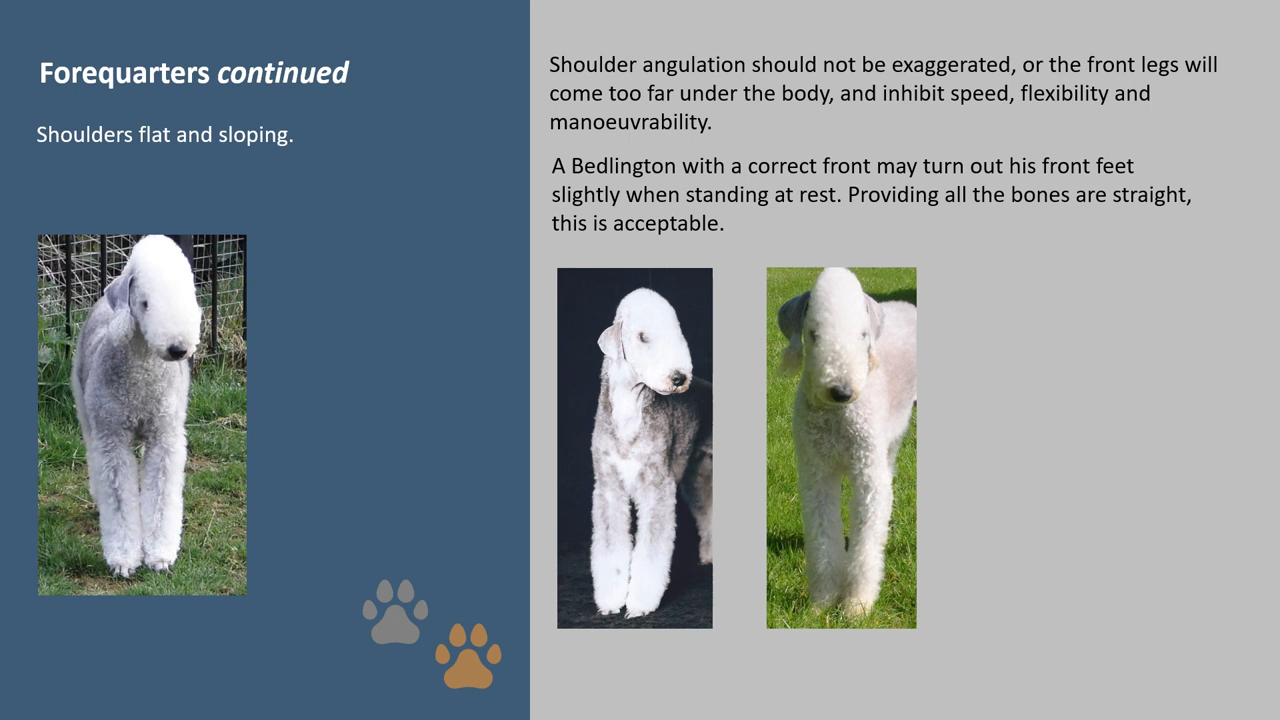 Forequarters continued
Shoulders flat and sloping.
Shoulder angulation should not be exaggerated, or the front legs will
come too far under the body, and inhibit speed, flexibility and
manoeuvrability.
A Bedlington with a correct front may turn out his front feet
slightly when standing at rest. Providing all the bones are straight,
this is acceptable.